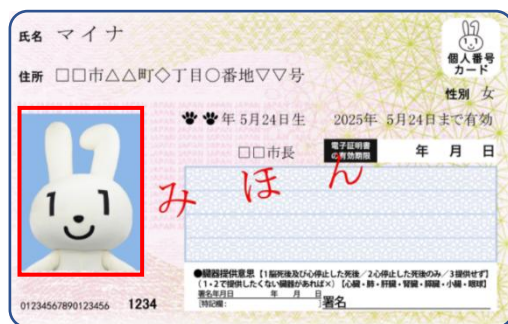 氏名 マイナ
個人番号
カード
住所 □□市△△町◇丁目○番地▽▽号
性別 女
年 5月24日生 2025年 5月24日まで有効
□□市長 電子証明書の有効期限 年 月 日
みほん
1 1
●臓器提供意思【1脳死後及び心停止した死後/2心停止した死後のみ/3提供せず】
(1・2で提供したくない臓器があれば×)【心臓・肺・肝臓・腎臓・膵臓・小腸・眼球】
署名年月日 年 月 日
[特記欄: ] 署名
01234567890123456 1234